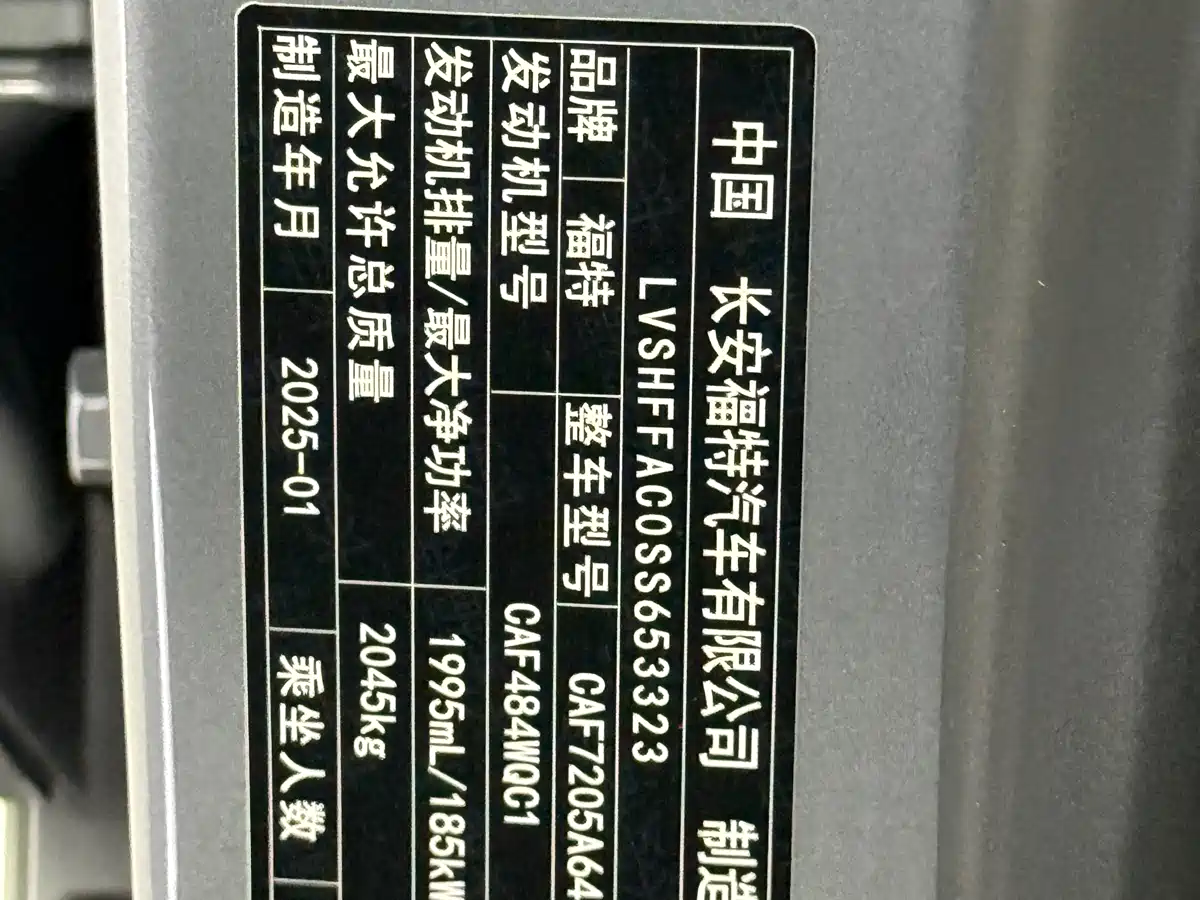 中国 长安福特汽车有限公司 制造
LVSHFFAC0SS653323
品牌 福特 整车型号 CAF7205A64
发动机型号 CAF484WQC1
发动机排量/最大净功率 1995mL/185kW
最大允许总质量 2045kg
制造年月 2025-01 乘坐人数